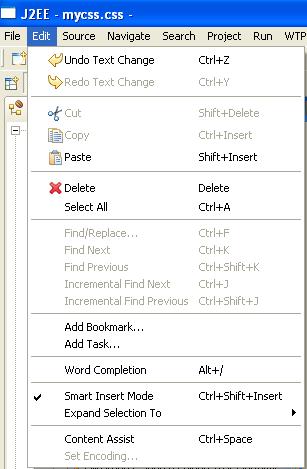 J2EE - mycss.css -
File Edit Source Navigate Search Project Run WTP
Undo Text Change Ctrl+Z
Redo Text Change Ctrl+Y
Cut Shift+Delete
Copy Ctrl+Insert
Paste Shift+Insert
Delete Delete
Select All Ctrl+A
Find/Replace... Ctrl+F
Find Next Ctrl+K
Find Previous Ctrl+Shift+K
Incremental Find Next Ctrl+J
Incremental Find Previous Ctrl+Shift+J
Add Bookmark...
Add Task...
Word Completion Alt+/
Smart Insert Mode Ctrl+Shift+Insert
Expand Selection To
Content Assist Ctrl+Space
Set Encoding...